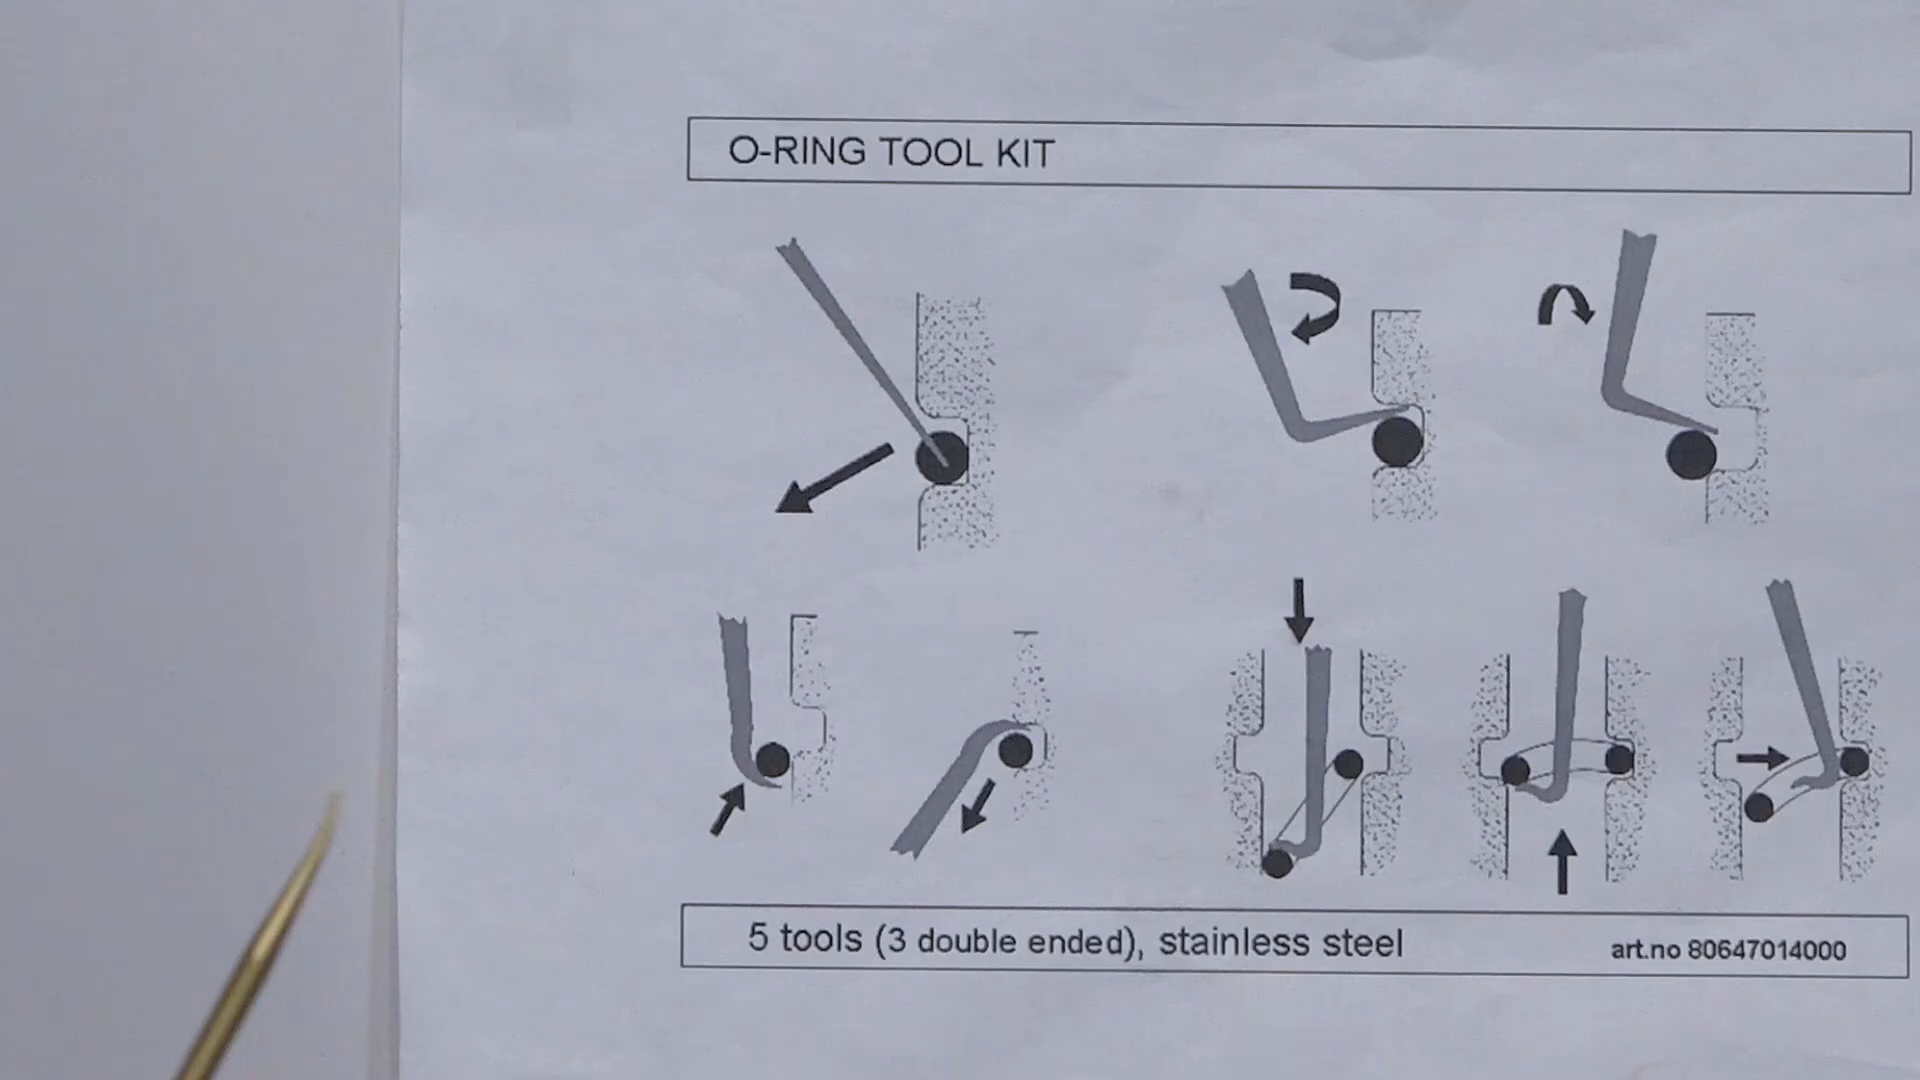 O-RING TOOL KIT
5 tools (3 double ended), stainless steel
art.no 80647014000